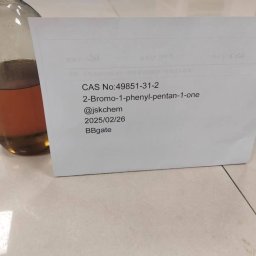 CAS No:49851-31-2
2-Bromo-1-phenyl-pentan-1-one
@jskchem
2025/02/26
BBgate